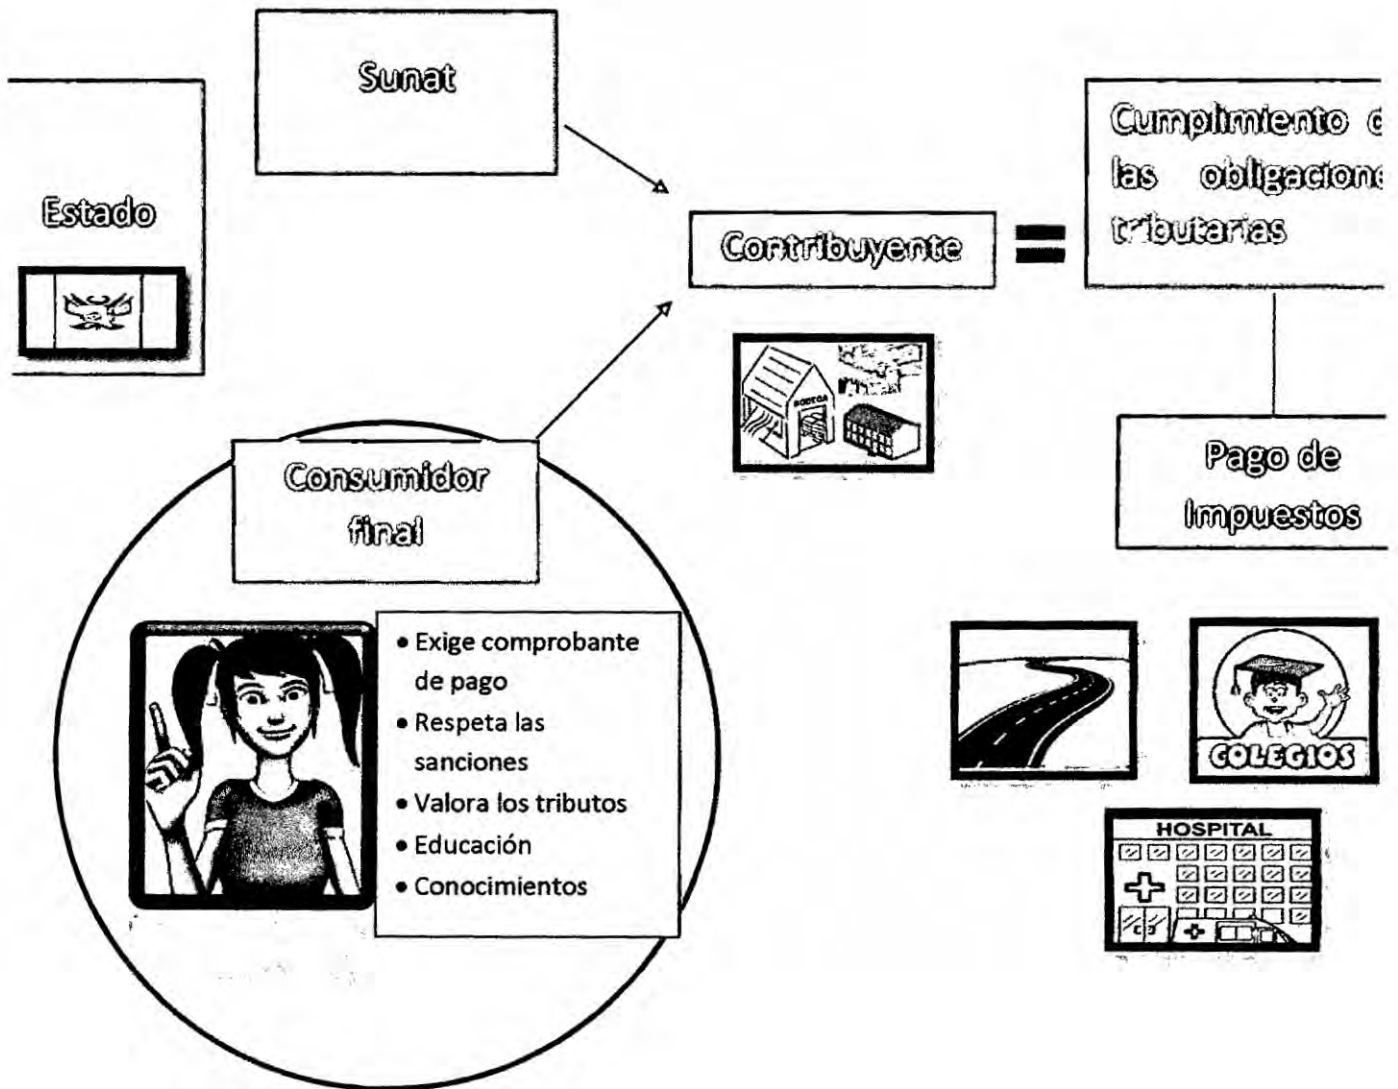 Sunat
Estado
Contribuyente
=
Cumplimiento
las
tributarias
BODEGA
Pago de
Impuestos
Consumidor
final
• Exige comprobante
de pago
• Respeta las
sanciones
• Valora los tributos
• Educación
• Conocimientos
COLEGIOS
HOSPITAL